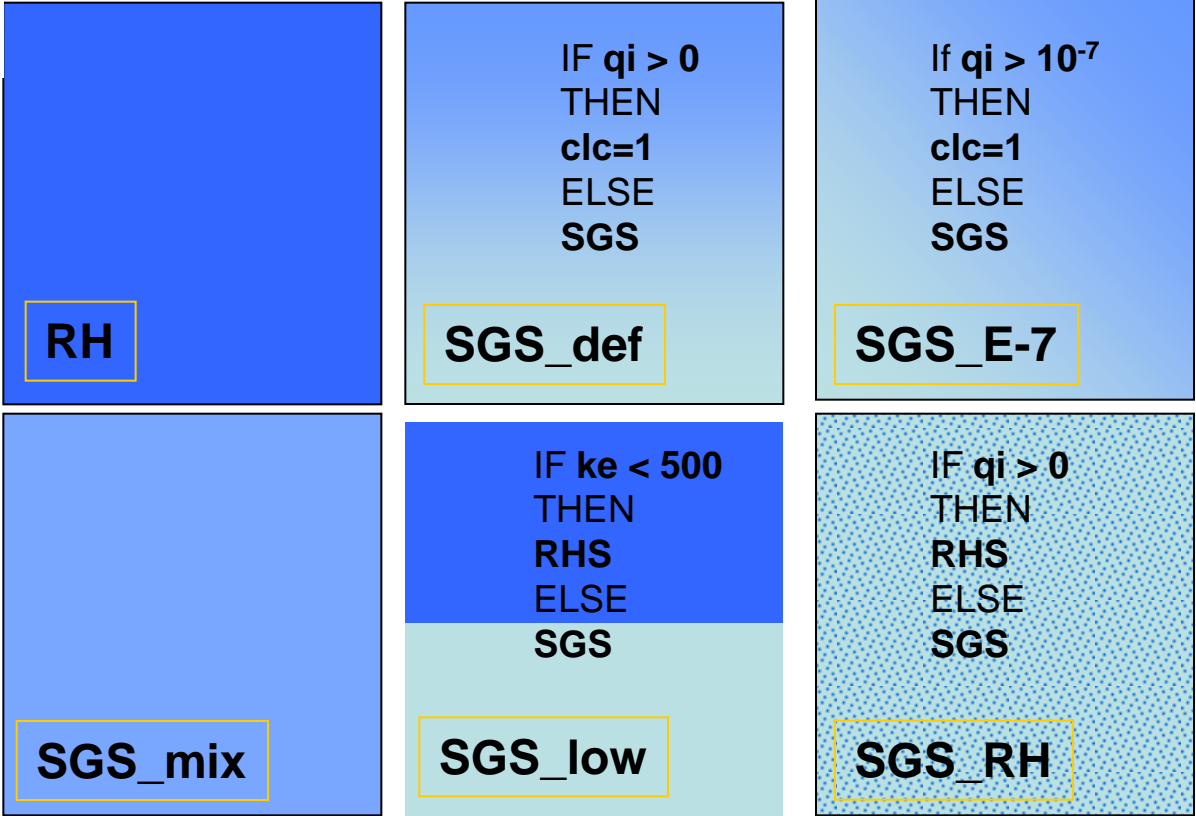 RH
IF qi > 0
THEN
clc=1
ELSE
SGS
SGS_def
If qi > 10⁻⁷
THEN
clc=1
ELSE
SGS
SGS_E-7
SGS_mix
IF ke < 500
THEN
RHS
ELSE
SGS
SGS_low
IF qi > 0
THEN
RHS
ELSE
SGS
SGS_RH